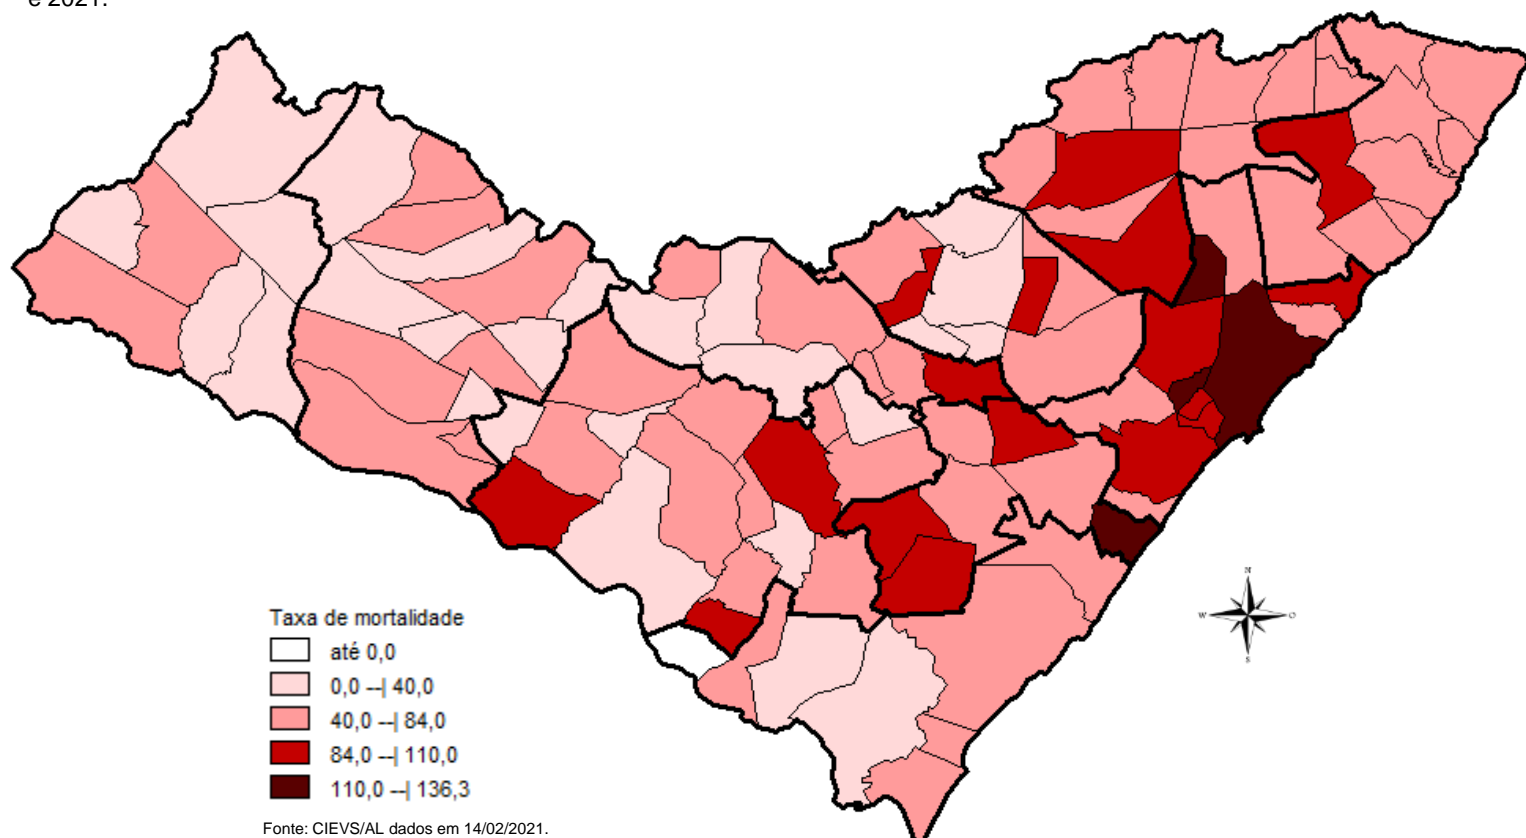 e 2021.
N
W
O
S
Taxa de mortalidade
até 0,0
0,0 --| 40,0
40,0 --| 84,0
84,0 --| 110,0
110,0 --| 136,3
Fonte: CIEVS/AL dados em 14/02/2021.